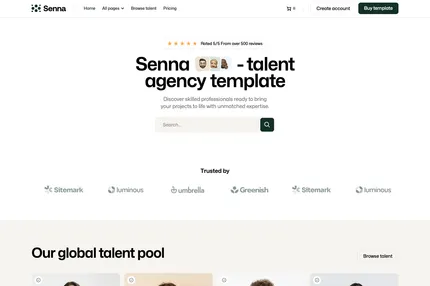 Senna
Home All pages Browse talent Pricing
0 Create account Buy template
Rated 5/5 From over 500 reviews
Senna - talent
agency template
Discover skilled professionals ready to bring
your projects to life with unmatched expertise.
Search...
Trusted by
Sitemark luminous umbrella Greenish Sitemark luminous
Our global talent pool
Browse talent